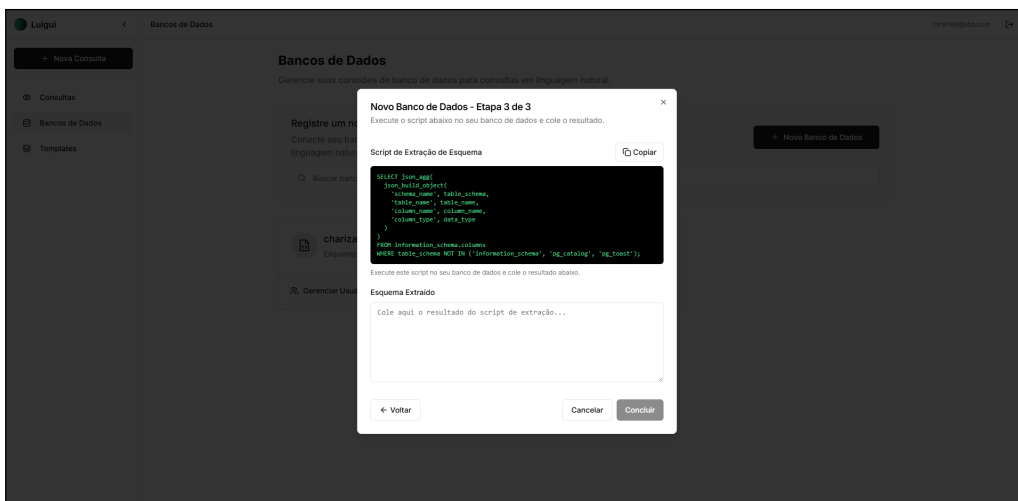 Luigui
Bancos de Dados
+ Nova Consulta
Consultas
Bancos de Dados
Templates
Bancos de Dados
Gerencie suas conexões de banco de dados para consultas em linguagem natural.
Registre um no
Conecte seu ban
linguagem natura
+ Novo Banco de Dados
Buscar banc
chariza
Esquema
Gerenciar Usuá
Novo Banco de Dados - Etapa 3 de 3
Execute o script abaixo no seu banco de dados e cole o resultado.
Script de Extração de Esquema
Copiar
SELECT json_agg(
json_build_object(
'schema_name', table_schema,
'table_name', table_name,
'column_name', column_name,
'column_type', data_type
)
)
FROM information_schema.columns
WHERE table_schema NOT IN ('information_schema', 'pg_catalog', 'pg_toast');
Execute este script no seu banco de dados e cole o resultado abaixo.
Esquema Extraído
Cole aqui o resultado do script de extração...
← Voltar
Cancelar
Concluir